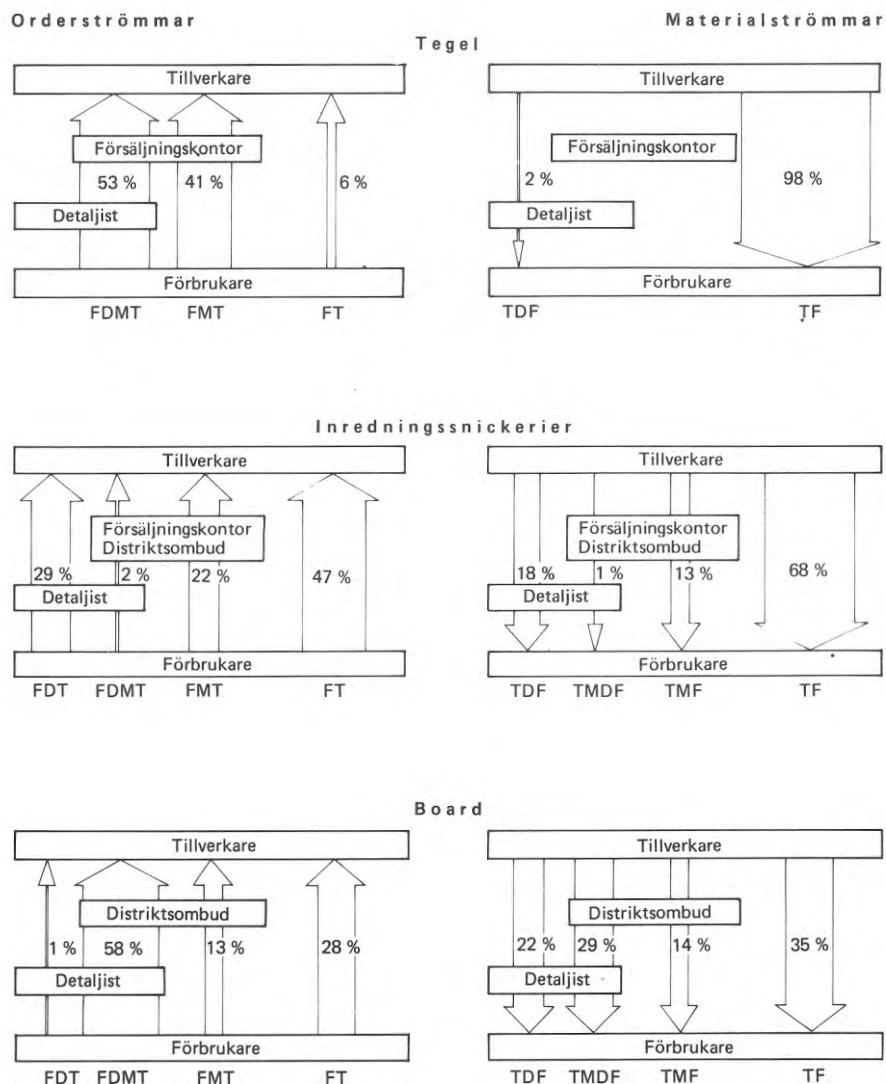 Orderströmmar Materialströmmar
Tegel
Tillverkare Tillverkare
Försäljningskontor Försäljningskontor
53 % 41 % 6 % 2 % 98 %
Detaljist Detaljist
Förbrukare Förbrukare
FDMT FMT FT TDF TF
Inredningssnickerier
Tillverkare Tillverkare
Försäljningskontor Försäljningskontor
Distriktsombud Distriktsombud
29 % 2 % 22 % 47 % 18 % 1 % 13 % 68 %
Detaljist Detaljist
Förbrukare Förbrukare
FDT FDMT FMT FT TDF TMDF TMF TF
Board
Tillverkare Tillverkare
Distriktsombud Distriktsombud
1 % 58 % 13 % 28 % 22 % 29 % 14 % 35 %
Detaljist Detaljist
Förbrukare Förbrukare
FDT FDMT FMT FT TDF TMDF TMF TF